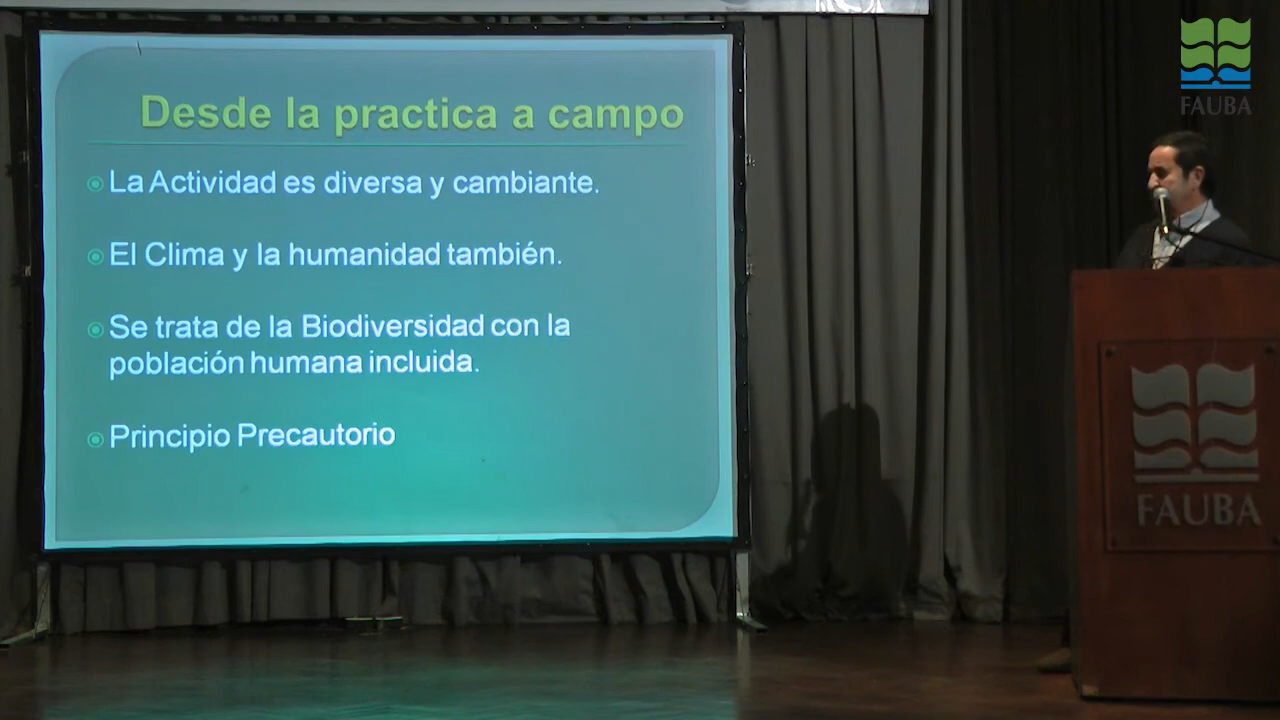 Desde la practica a campo
La Actividad es diversa y cambiante.
El Clima y la humanidad también.
Se trata de la Biodiversidad con la
población humana incluida.
Principio Precautorio
FAUBA
FAUBA